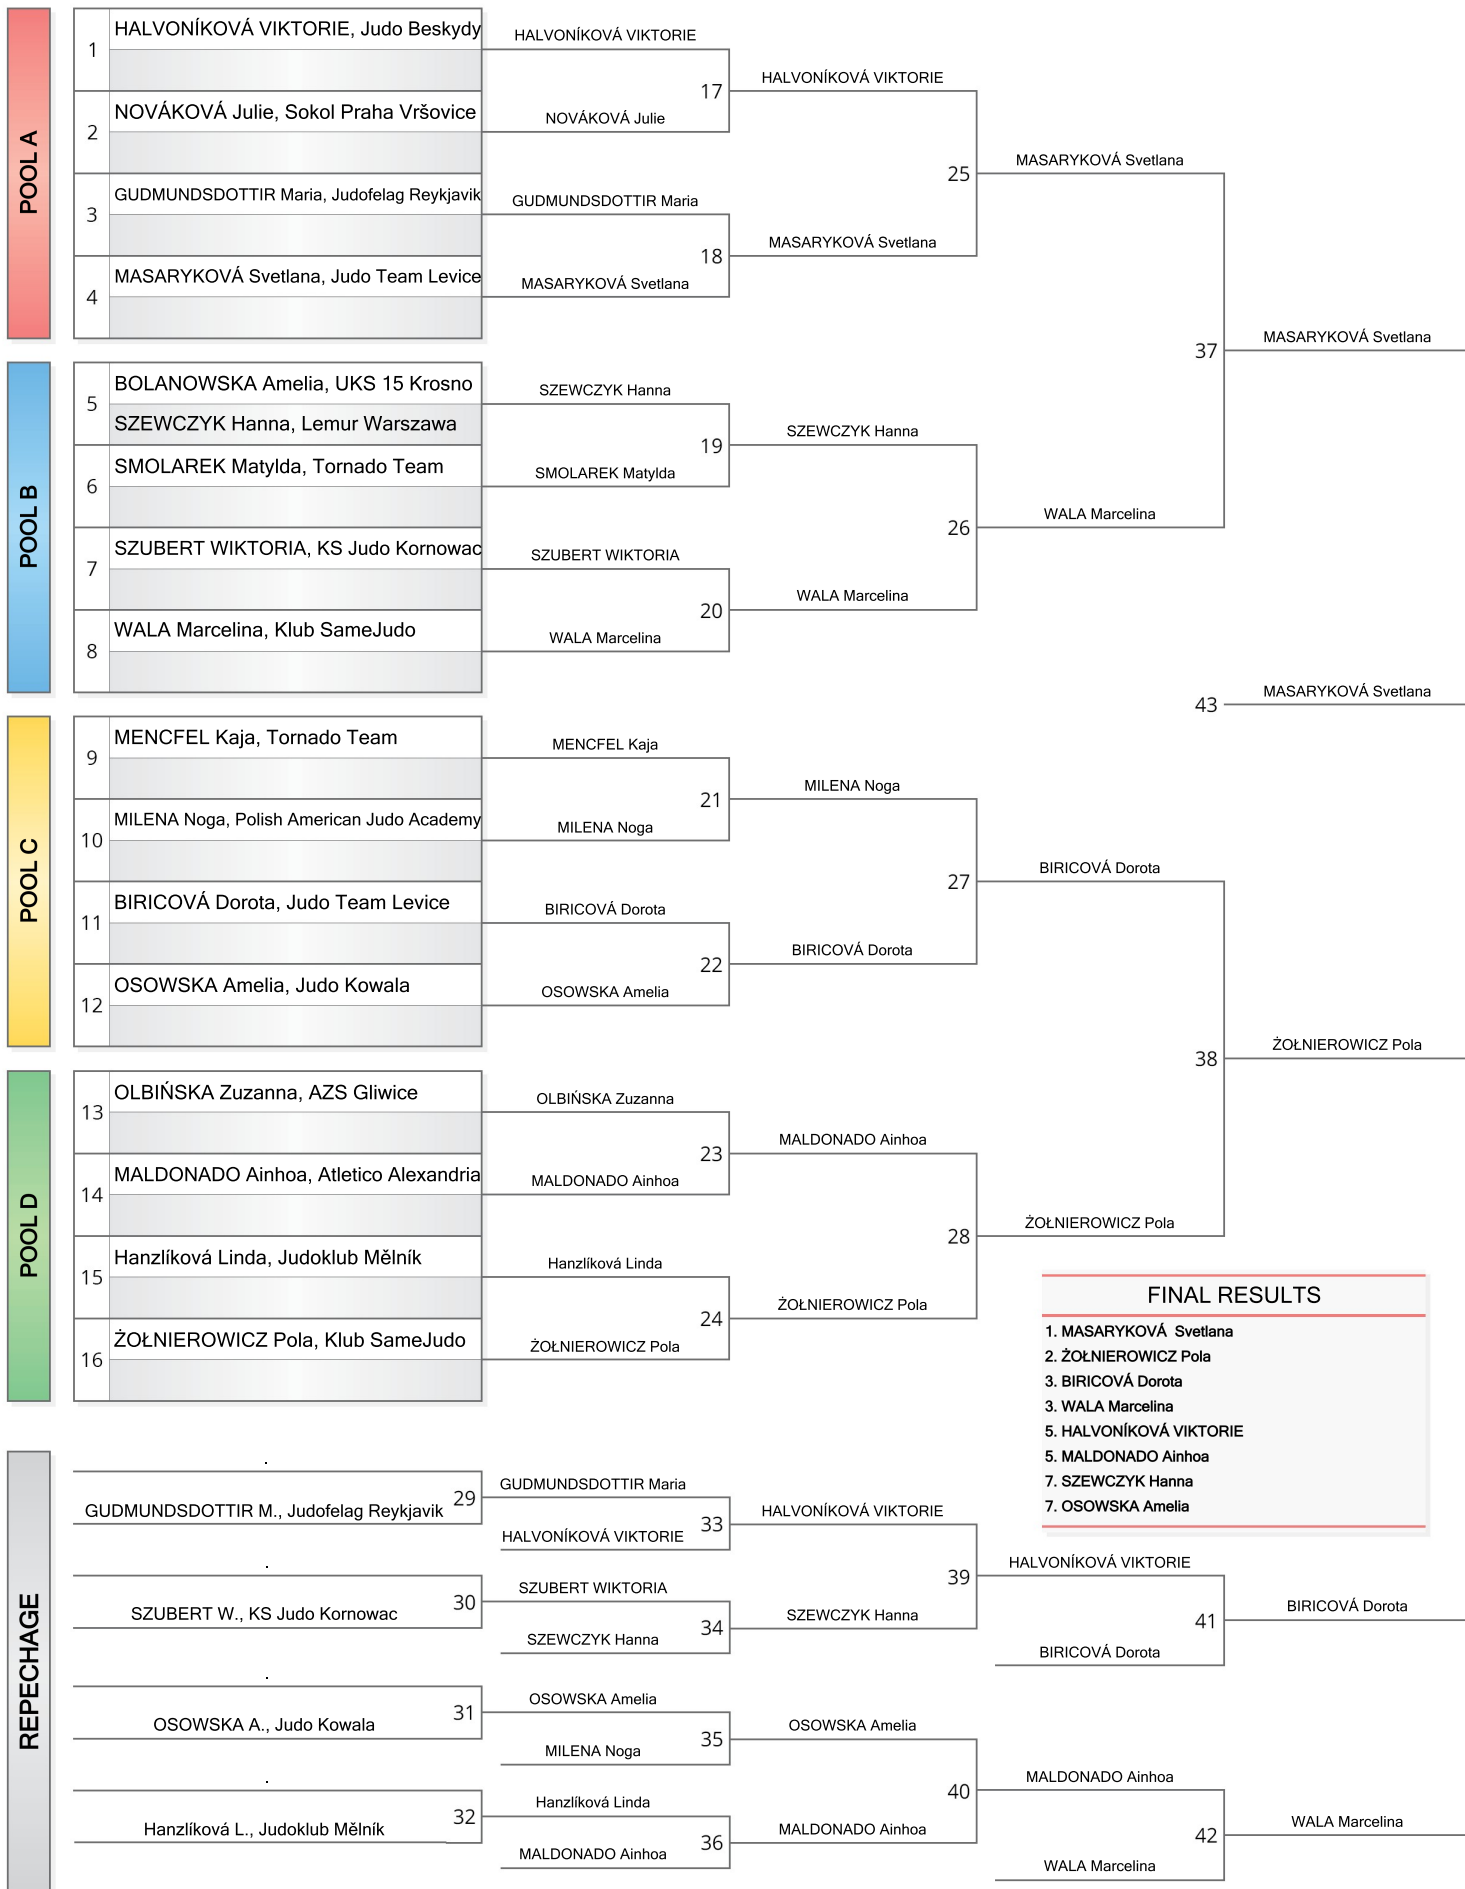 POOL A
1
HALVONÍKOVÁ VIKTORIE, Judo Beskydy
2
NOVÁKOVÁ Julie, Sokol Praha Vršovice
3
GUDMUNDSDOTTIR Maria, Judofelag Reykjavik
4
MASARYKOVÁ Svetlana, Judo Team Levice
HALVONÍKOVÁ VIKTORIE
17
NOVÁKOVÁ Julie
GUDMUNDSDOTTIR Maria
18
MASARYKOVÁ Svetlana
HALVONÍKOVÁ VIKTORIE
25
MASARYKOVÁ Svetlana
MASARYKOVÁ Svetlana
POOL B
5
BOLANOWSKA Amelia, UKS 15 Krosno
SZEWCZYK Hanna, Lemur Warszawa
6
SMOLAREK Matylda, Tornado Team
7
SZUBERT WIKTORIA, KS Judo Kornowac
8
WALA Marcelina, Klub SameJudo
SZEWCZYK Hanna
19
SMOLAREK Matylda
SZUBERT WIKTORIA
20
WALA Marcelina
SZEWCZYK Hanna
26
WALA Marcelina
WALA Marcelina
37
MASARYKOVÁ Svetlana
43
MASARYKOVÁ Svetlana
POOL C
9
MENCFEL Kaja, Tornado Team
10
MILENA Noga, Polish American Judo Academy
11
BIRICOVÁ Dorota, Judo Team Levice
12
OSOWSKA Amelia, Judo Kowala
MENCFEL Kaja
21
MILENA Noga
BIRICOVÁ Dorota
22
OSOWSKA Amelia
MILENA Noga
27
BIRICOVÁ Dorota
BIRICOVÁ Dorota
POOL D
13
OLBIŃSKA Zuzanna, AZS Gliwice
14
MALDONADO Ainhoa, Atletico Alexandria
15
Hanzlíková Linda, Judoklub Mělník
16
ŻOŁNIEROWICZ Pola, Klub SameJudo
OLBIŃSKA Zuzanna
23
MALDONADO Ainhoa
Hanzlíková Linda
24
ŻOŁNIEROWICZ Pola
MALDONADO Ainhoa
28
ŻOŁNIEROWICZ Pola
ŻOŁNIEROWICZ Pola
38
ŻOŁNIEROWICZ Pola
FINAL RESULTS
1. MASARYKOVÁ Svetlana
2. ŻOŁNIEROWICZ Pola
3. BIRICOVÁ Dorota
3. WALA Marcelina
5. HALVONÍKOVÁ VIKTORIE
5. MALDONADO Ainhoa
7. SZEWCZYK Hanna
7. OSOWSKA Amelia
REPECHAGE
.
29
GUDMUNDSDOTTIR M., Judofelag Reykjavik
.
30
SZUBERT W., KS Judo Kornowac
.
31
OSOWSKA A., Judo Kowala
.
32
Hanzlíková L., Judoklub Mělník
GUDMUNDSDOTTIR Maria
33
HALVONÍKOVÁ VIKTORIE
SZUBERT WIKTORIA
34
SZEWCZYK Hanna
OSOWSKA Amelia
35
MILENA Noga
Hanzlíková Linda
36
MALDONADO Ainhoa
HALVONÍKOVÁ VIKTORIE
39
SZEWCZYK Hanna
OSOWSKA Amelia
40
MALDONADO Ainhoa
HALVONÍKOVÁ VIKTORIE
41
BIRICOVÁ Dorota
MALDONADO Ainhoa
42
WALA Marcelina
BIRICOVÁ Dorota
WALA Marcelina